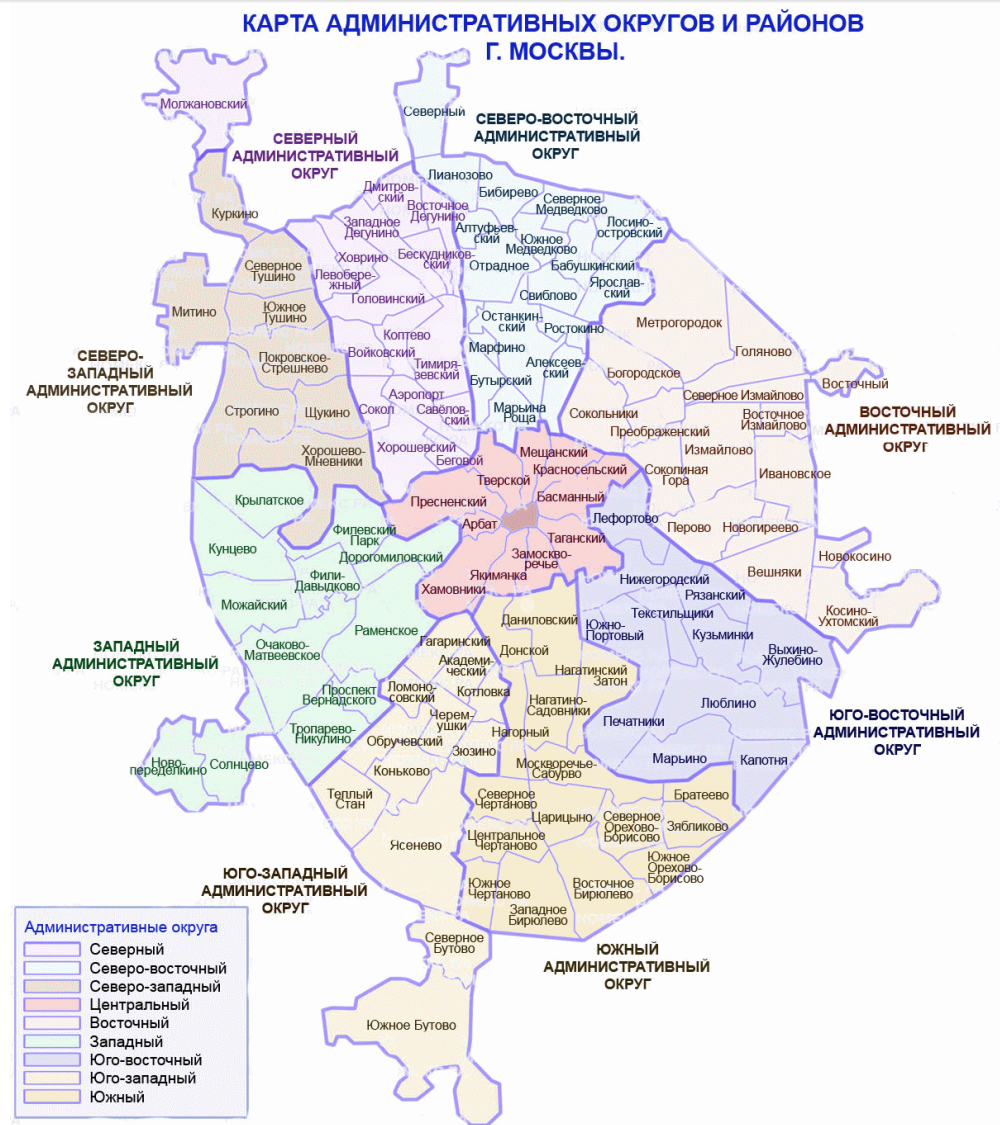 КАРТА АДМИНИСТРАТИВНЫХ ОКРУГОВ И РАЙОНОВ
Г. МОСКВЫ.
Молжановский
Северный
СЕВЕРО-ВОСТОЧНЫЙ
АДМИНИСТРАТИВНЫЙ
ОКРУГ
СЕВЕРНЫЙ
АДМИНИСТРАТИВНЫЙ
ОКРУГ
Куркино
Лианозово
Дмитров-
ский
Бибирево
Северное
Медведково
Восточное
Дегунино
Западное
Дегунино
Алтуфьев-
ский
Лосино-
островский
Южное
Медведково
Ховрино
Бескудников-
ский
Отрадное
Бабушкинский
Северное
Тушино
Левобере-
жный
Ярослав-
ский
Головинский
Свиблово
Митино
Южное
Тушино
Останкин-
ский
Ростокино
Метрогородок
Коптево
Марфино
Войковский
Голяново
СЕВЕРО-
ЗАПАДНЫЙ
АДМИНИСТРАТИВНЫЙ
ОКРУГ
Покровское-
Стрешнево
Тимиря-
зевский
Алексеев-
ский
Бутырский
Богородское
Восточный
Аэропорт
Северное Измайлово
Строгино
Щукино
Сокол
Савёлов-
ский
Марьина
Роща
Сокольники
Восточное
Измайлово
ВОСТОЧНЫЙ
АДМИНИСТРАТИВНЫЙ
ОКРУГ
Преображенский
Хорошево-
Мневники
Хорошевский
Беговой
Мещанский
Измайлово
Красносельский
Соколиная
Гора
Ивановское
Тверской
Крылатское
Пресненский
Басманный
Филевский
Парк
Арбат
Лефортово
Перово
Новогиреево
Кунцево
Дорогомиловский
Таганский
Замоскво-
речье
Новокосино
Вешняки
Фили-
Давыдково
Якиманка
Хамовники
Нижегородский
Рязанский
Можайский
Косино-
Ухтомский
Даниловский
Южно-
Портовый
Текстильщики
Раменское
Кузьминки
ЗАПАДНЫЙ
АДМИНИСТРАТИВНЫЙ
ОКРУГ
Очаково-
Матвеевское
Гагаринский
Донской
Выхино-
Жулебино
Академи-
ческий
Нагатинский
Затон
Проспект
Вернадского
Ломоно-
совский
Котловка
Нагатино-
Садовники
Люблино
Печатники
ЮГО-ВОСТОЧНЫЙ
АДМИНИСТРАТИВНЫЙ
ОКРУГ
Тропарево-
Никулино
Черем-
ушки
Нагорный
Обручевский
Зюзино
Марьино
Капотня
Ново-
переделкино
Солнцево
Коньково
Москворечье-
Сабурво
Теплый
Стан
Северное
Чертаново
Братеево
Царицыно
Северное
Орехово-
Борисово
Зябликово
Ясенево
Центральное
Чертаново
Южное
Орехово-
Борисово
ЮГО-ЗАПАДНЫЙ
АДМИНИСТРАТИВНЫЙ
ОКРУГ
Южное
Чертаново
Восточное
Бирюлево
Западное
Бирюлево
Северное
Бутово
ЮЖНЫЙ
АДМИНИСТРАТИВНЫЙ
ОКРУГ
Южное Бутово
Административные округа
Северный
Северо-восточный
Северо-западный
Центральный
Восточный
Западный
Юго-восточный
Юго-западный
Южный